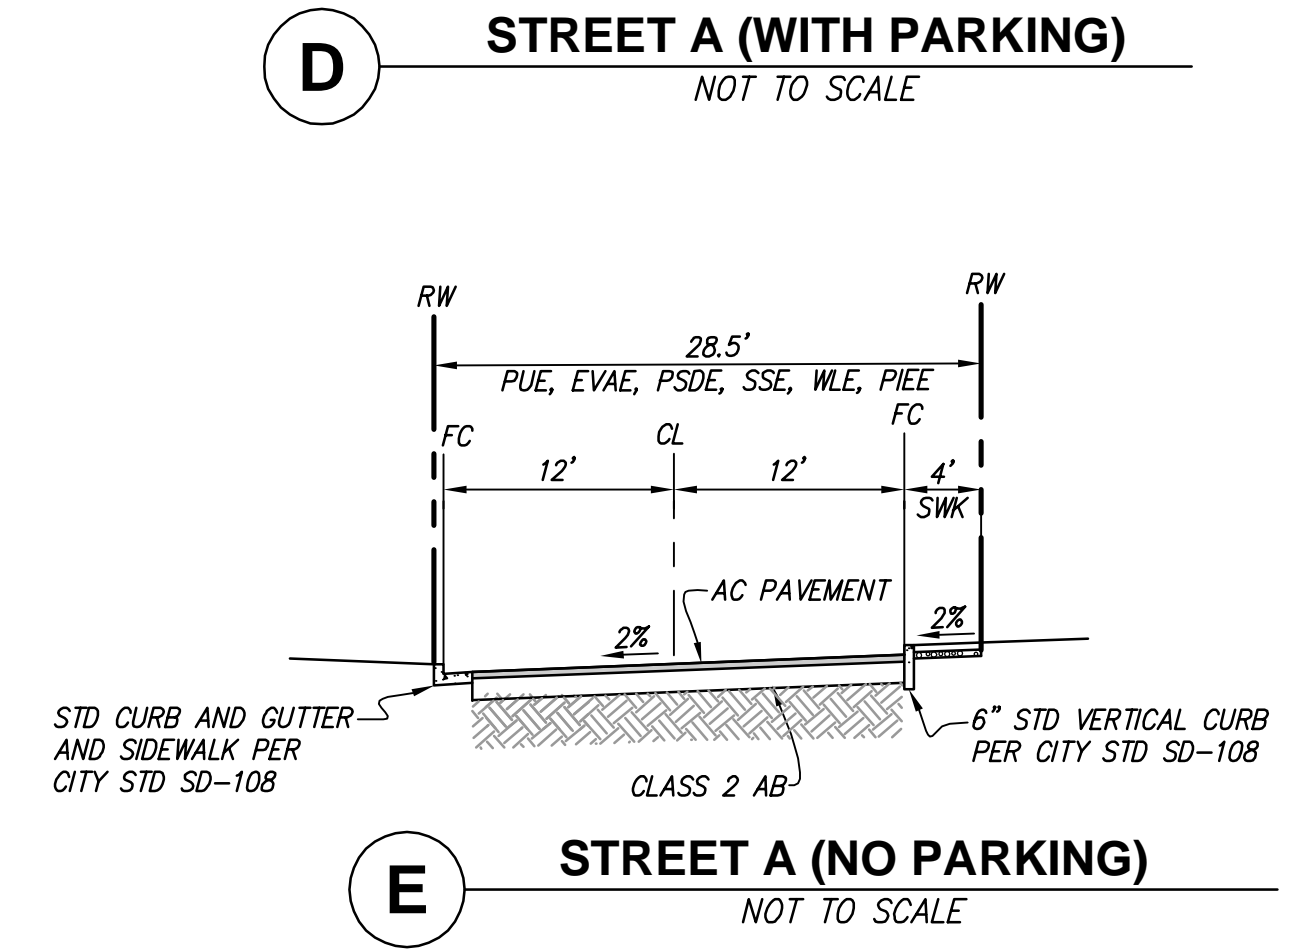 D
STREET A (WITH PARKING)
NOT TO SCALE
RW
RW
28.5'
PUE, EVAE, PSDE, SSE, WLE, PIEE
FC
CL
FC
12'
12'
4'
SWK
AC PAVEMENT
2%
2%
STD CURB AND GUTTER
AND SIDEWALK PER
CITY STD SD-108
6" STD VERTICAL CURB
PER CITY STD SD-108
CLASS 2 AB
E
STREET A (NO PARKING)
NOT TO SCALE